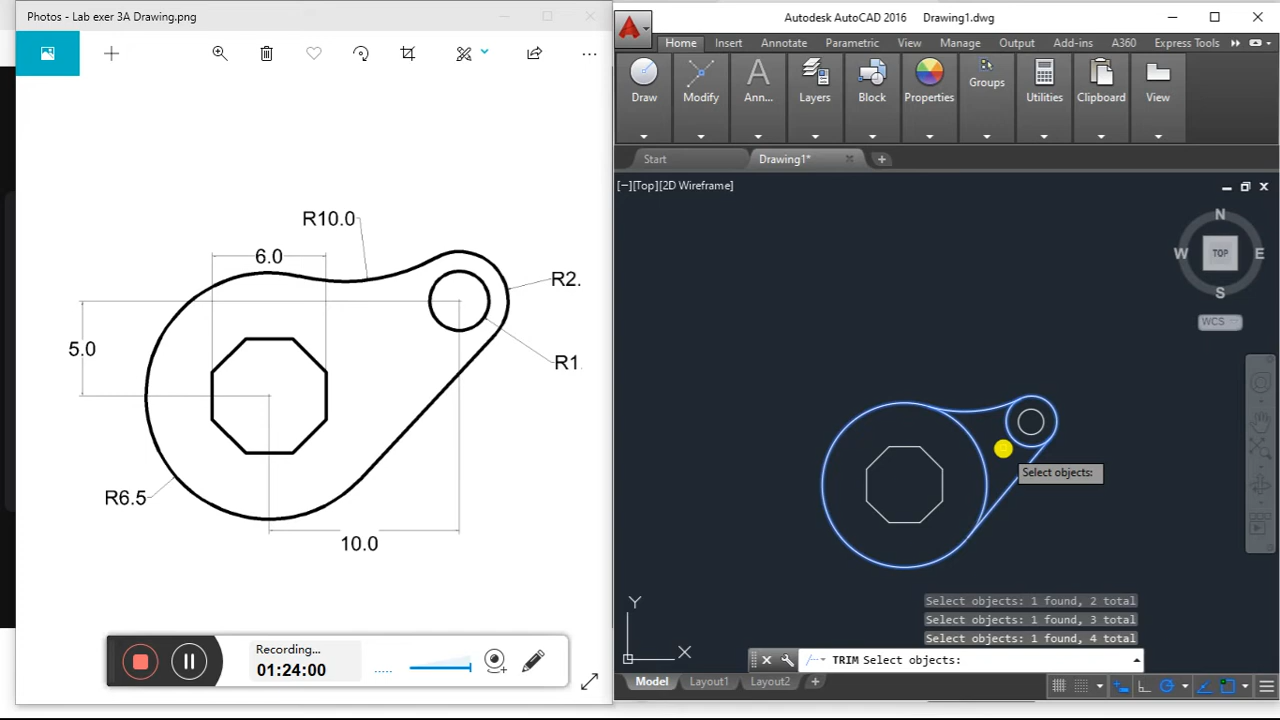 Photos - Lab exer 3A Drawing.png
R10.0
6.0
R2.
5.0
R1
R6.5
10.0
Recording...
01:24:00
Autodesk AutoCAD 2016 Drawing1.dwg
Home Insert Annotate Parametric View Manage Output Add-ins A360 Express Tools
Draw Modify Ann... Layers Block Properties Groups Utilities Clipboard View
Start Drawing1*
[−][Top][2D Wireframe]
N
W TOP E
S
WCS
Select objects:
Select objects: 1 found, 2 total
Select objects: 1 found, 3 total
Select objects: 1 found, 4 total
Y
X
TRIM Select objects:
Model Layout1 Layout2